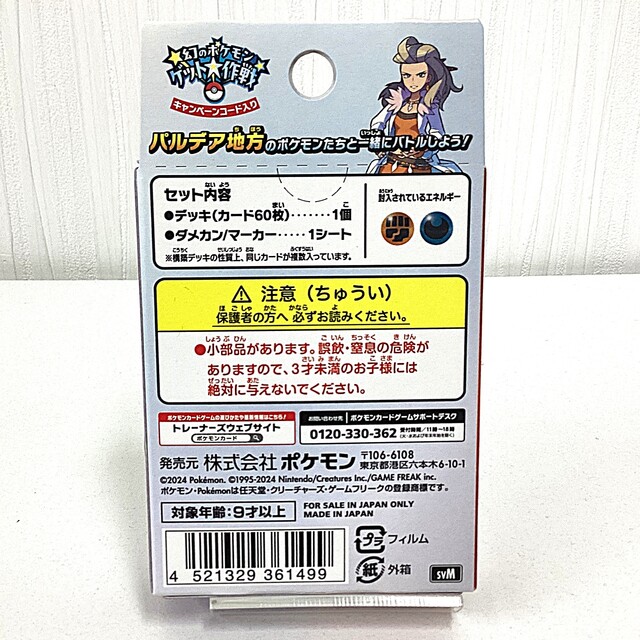 幻のポケモン
ゲット★作戦
キャンペーンコード入り
パルデア地方のポケモンたちと一緒にバトルしよう!
セット内容
●デッキ(カード60枚)・・・・・・・1個
●ダメカン/マーカー・・・・・1シート
※構築デッキの性質上、同じカードが複数入っています。
封入されているエネルギー
⚠ 注意(ちゅうい)
保護者の方へ 必ずお読みください。
●小部品があります。誤飲・窒息の危険が
ありますので、3才未満のお子様には
絶対に与えないでください。
ポケモンカードゲームの遊びかたや最新情報はこちら!
トレーナーズウェブサイト
ポケモンカード
お問い合わせ先
ポケモンカードゲームサポートデスク
0120-330-362
受付時間/11時〜18時
発売元 株式会社 ポケモン
〒106-6108
東京都港区六本木6-10-1
©2024 Pokémon. ©1995-2024 Nintendo/Creatures Inc./GAME FREAK inc.
ポケモン・Pokémonは任天堂・クリーチャーズ・ゲームフリークの登録商標です。
対象年齢:9才以上
FOR SALE IN JAPAN ONLY
MADE IN JAPAN
4 521329 361499
プラ フィルム
紙 外箱
svM